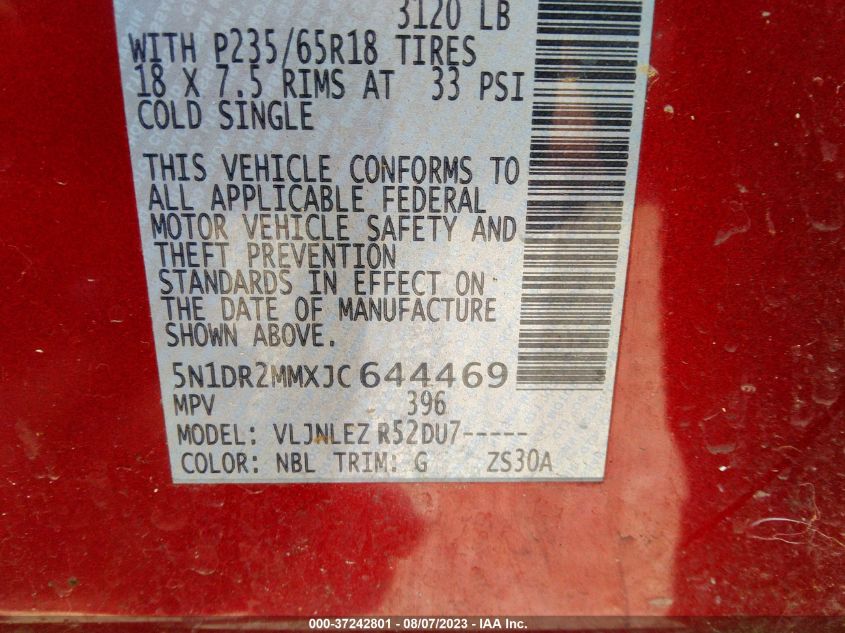 3120 LB
WITH P235/65R18 TIRES
18 X 7.5 RIMS AT 33 PSI
COLD SINGLE
THIS VEHICLE CONFORMS TO
ALL APPLICABLE FEDERAL
MOTOR VEHICLE SAFETY AND
THEFT PREVENTION
STANDARDS IN EFFECT ON
THE DATE OF MANUFACTURE
SHOWN ABOVE.
5N1DR2MMXJC644469
MPV 396
MODEL: VLJNLEZ R52DU7-----
COLOR: NBL TRIM: G ZS30A
000-37242801 - 08/07/2023 - IAA Inc.